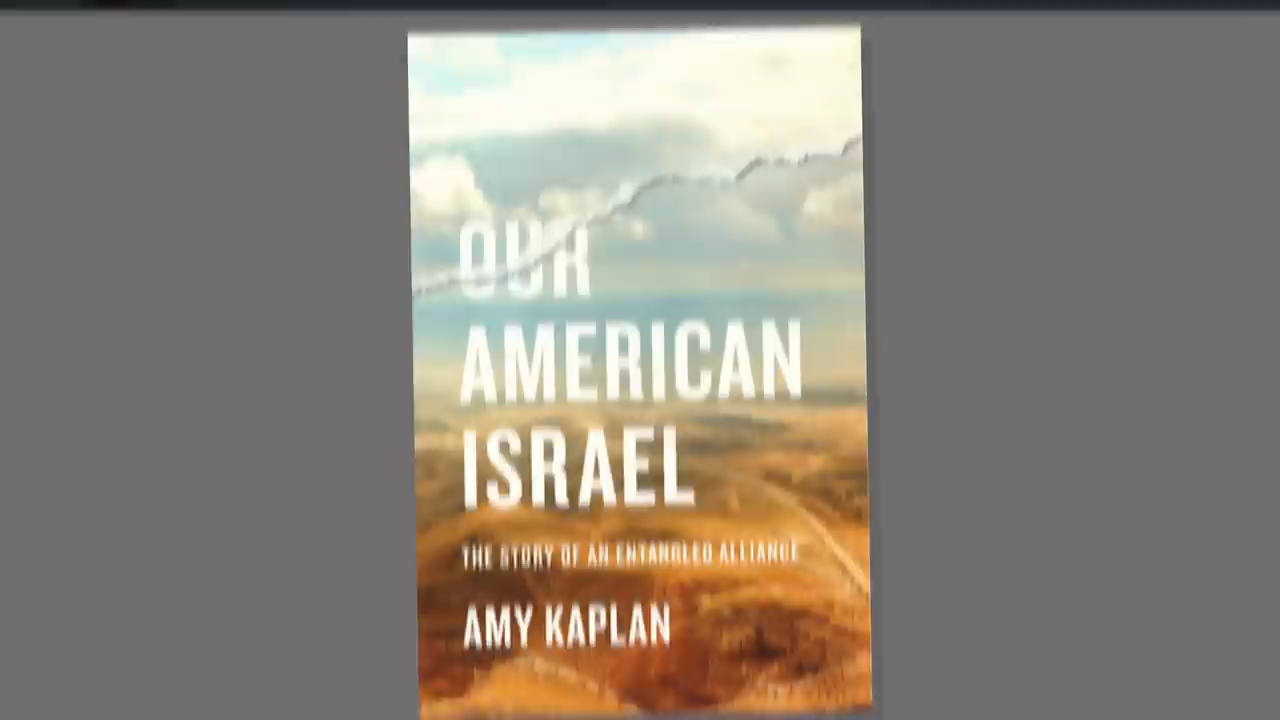 OUR
AMERICAN
ISRAEL
THE STORY OF AN ENTANGLED ALLIANCE
AMY KAPLAN